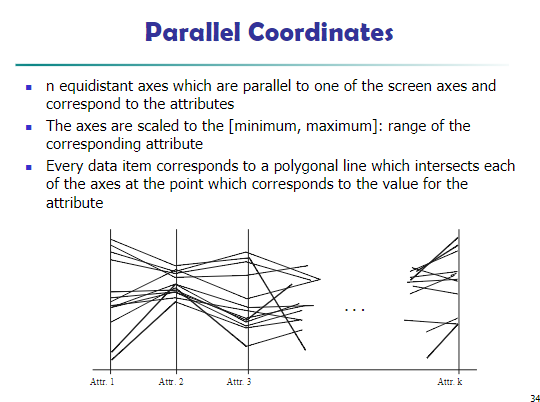 Parallel Coordinates
n equidistant axes which are parallel to one of the screen axes and
correspond to the attributes
The axes are scaled to the [minimum, maximum]: range of the
corresponding attribute
Every data item corresponds to a polygonal line which intersects each
of the axes at the point which corresponds to the value for the
attribute
. . .
Attr. 1 Attr. 2 Attr. 3 Attr. k
34